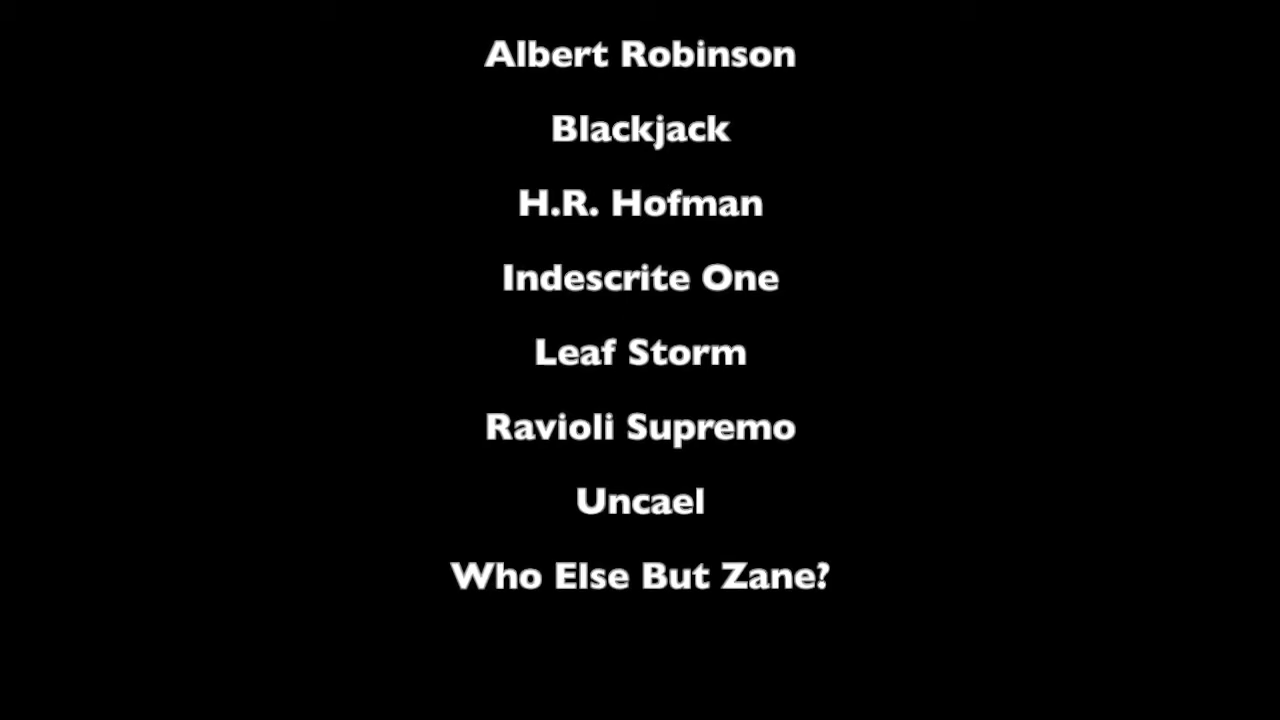 Albert Robinson
Blackjack
H.R. Hofman
Indescrite One
Leaf Storm
Ravioli Supremo
Uncael
Who Else But Zane?